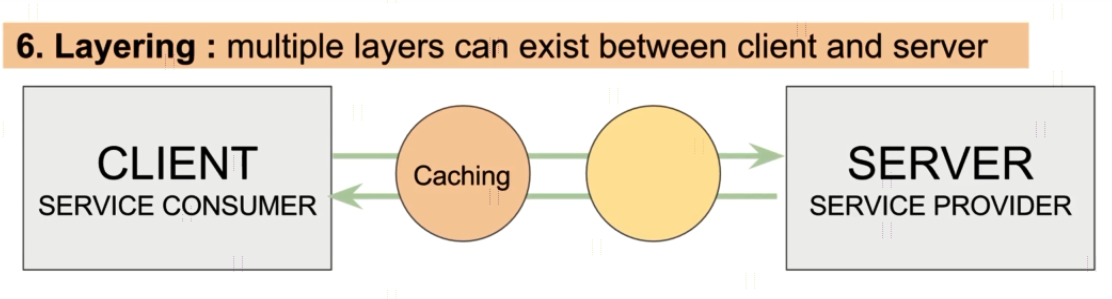 6. Layering : multiple layers can exist between client and server
CLIENT
SERVICE CONSUMER
Caching
SERVER
SERVICE PROVIDER